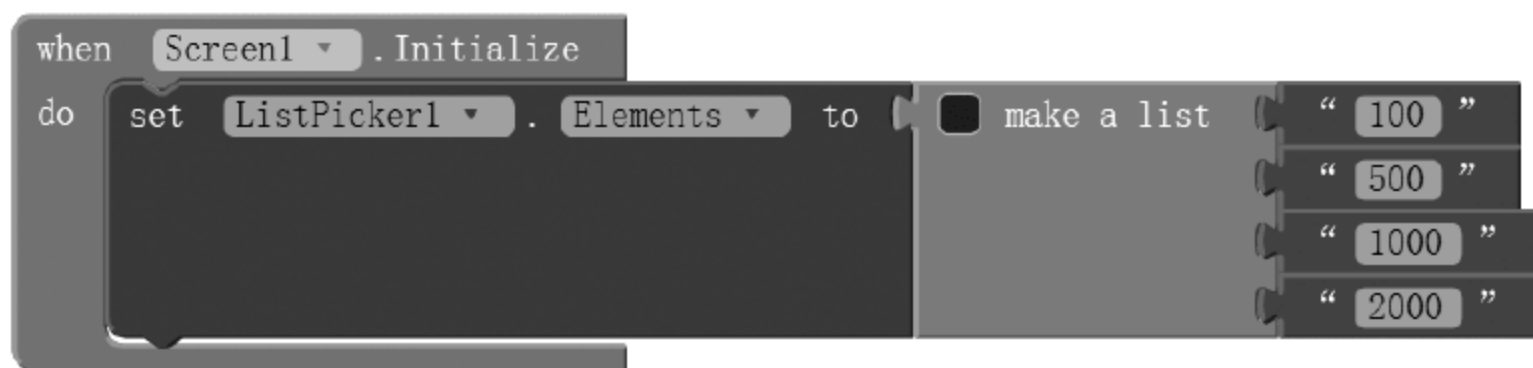 when Screen1 .Initialize
do set ListPicker1 . Elements to make a list “ 100 ”
“ 500 ”
“ 1000 ”
“ 2000 ”